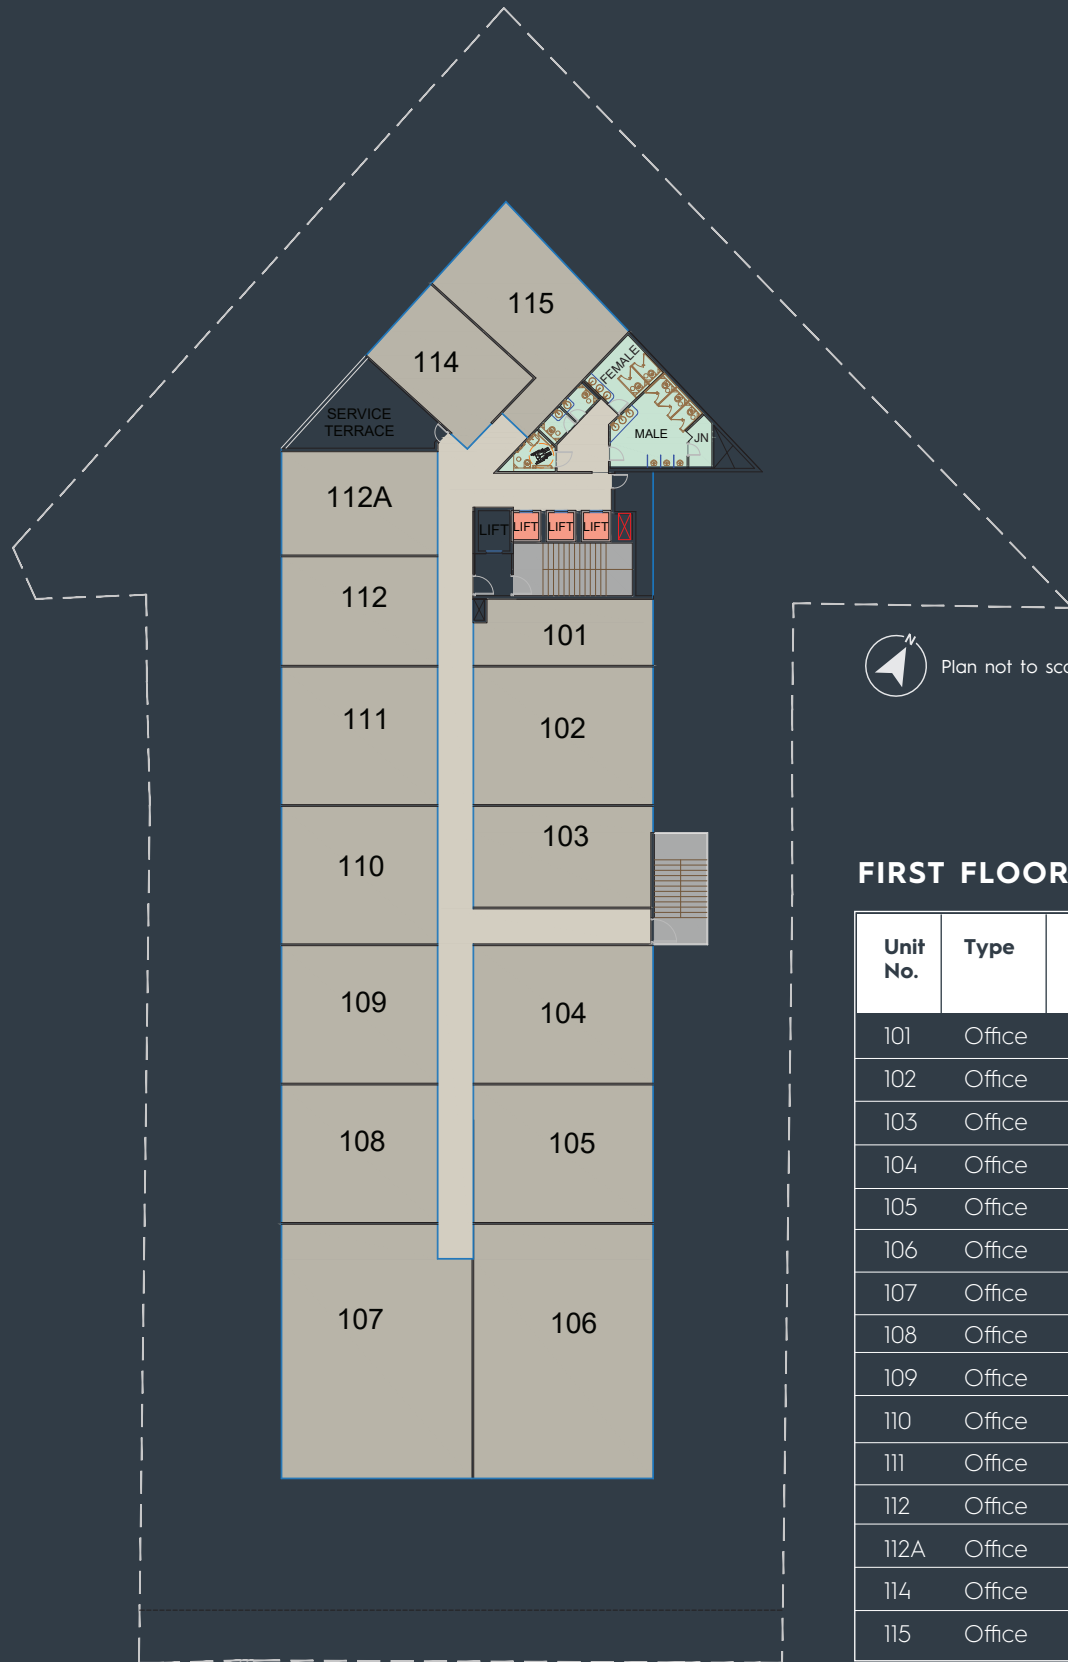 115
114
FEMALE
SERVICE
TERRACE
MALE
JN
112A
LIFT
LIFT
LIFT
LIFT
112
101
N
Plan not to sca
111
102
103
110
FIRST FLOOR
Unit
No.
Type
109
104
101 Office
102 Office
103 Office
108
105
104 Office
105 Office
106 Office
107
106
107 Office
108 Office
109 Office
110 Office
111 Office
112 Office
112A Office
114 Office
115 Office